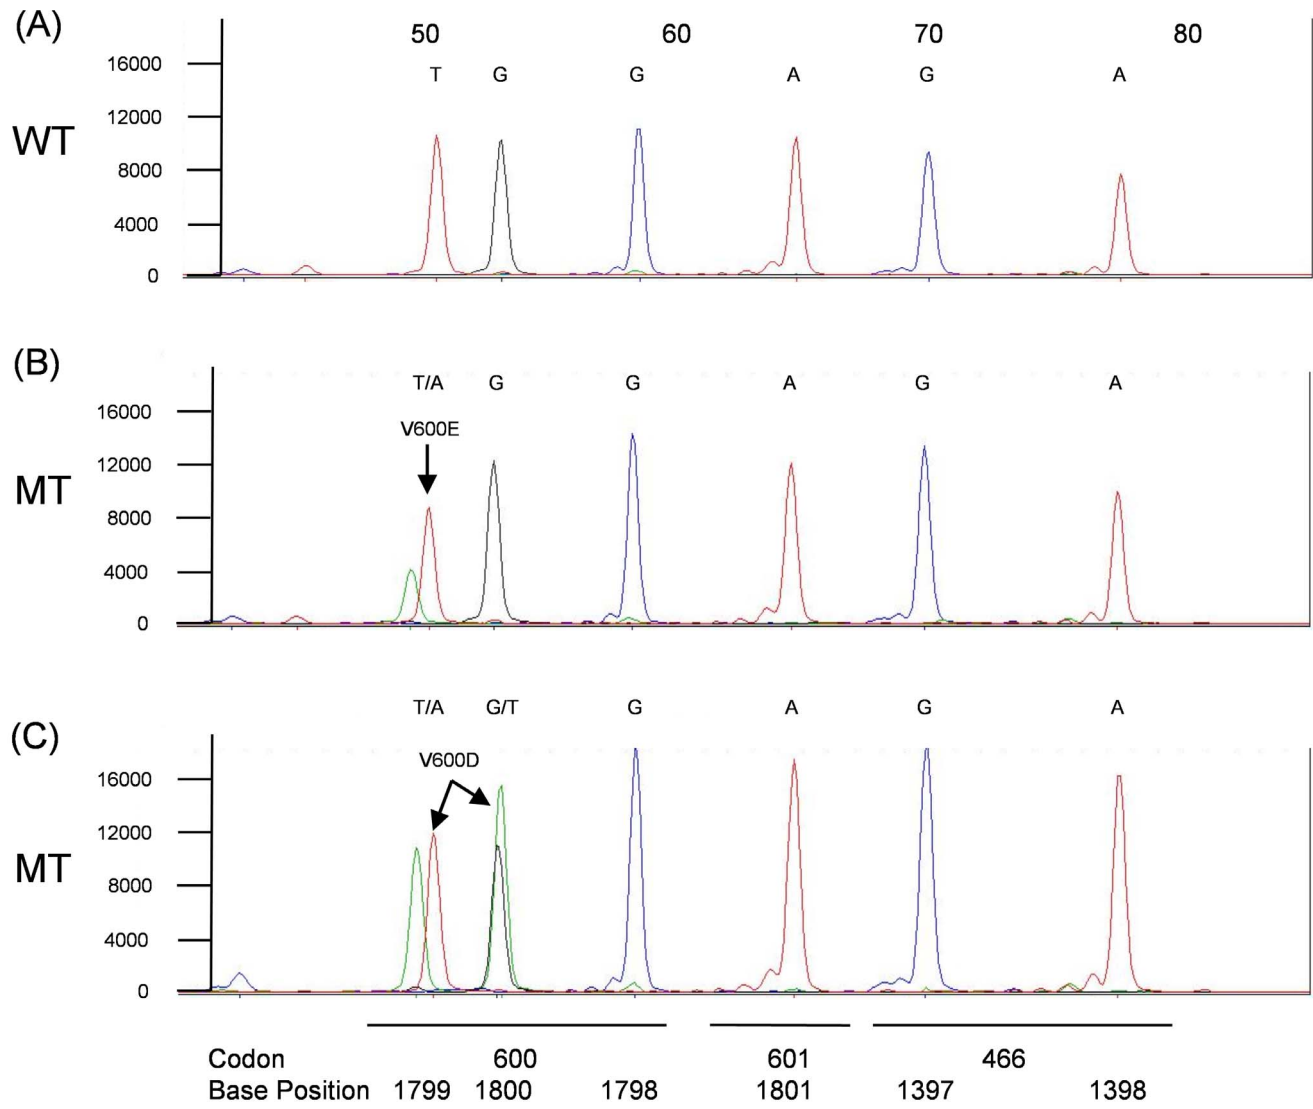 (A)
50 60 70 80
T G G A G A
WT
16000
12000
8000
4000
0
(B)
T/A G G A G A
V600E
MT
16000
12000
8000
4000
0
(C)
T/A G/T G A G A
V600D
MT
16000
12000
8000
4000
0
Codon 600 601 466
Base Position 1799 1800 1798 1801 1397 1398